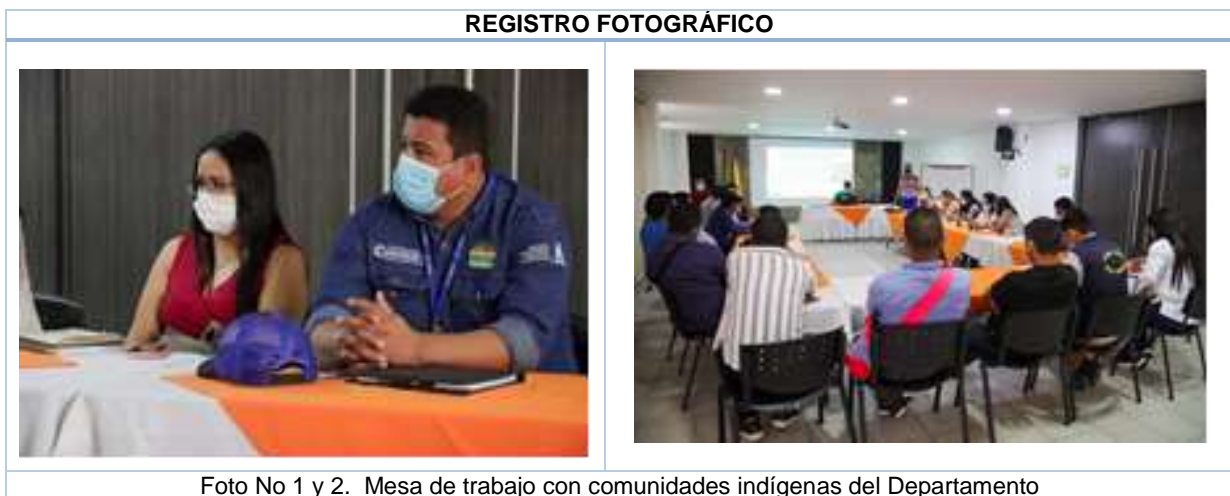 REGISTRO FOTOGRÁFICO
Foto No 1 y 2. Mesa de trabajo con comunidades indígenas del Departamento